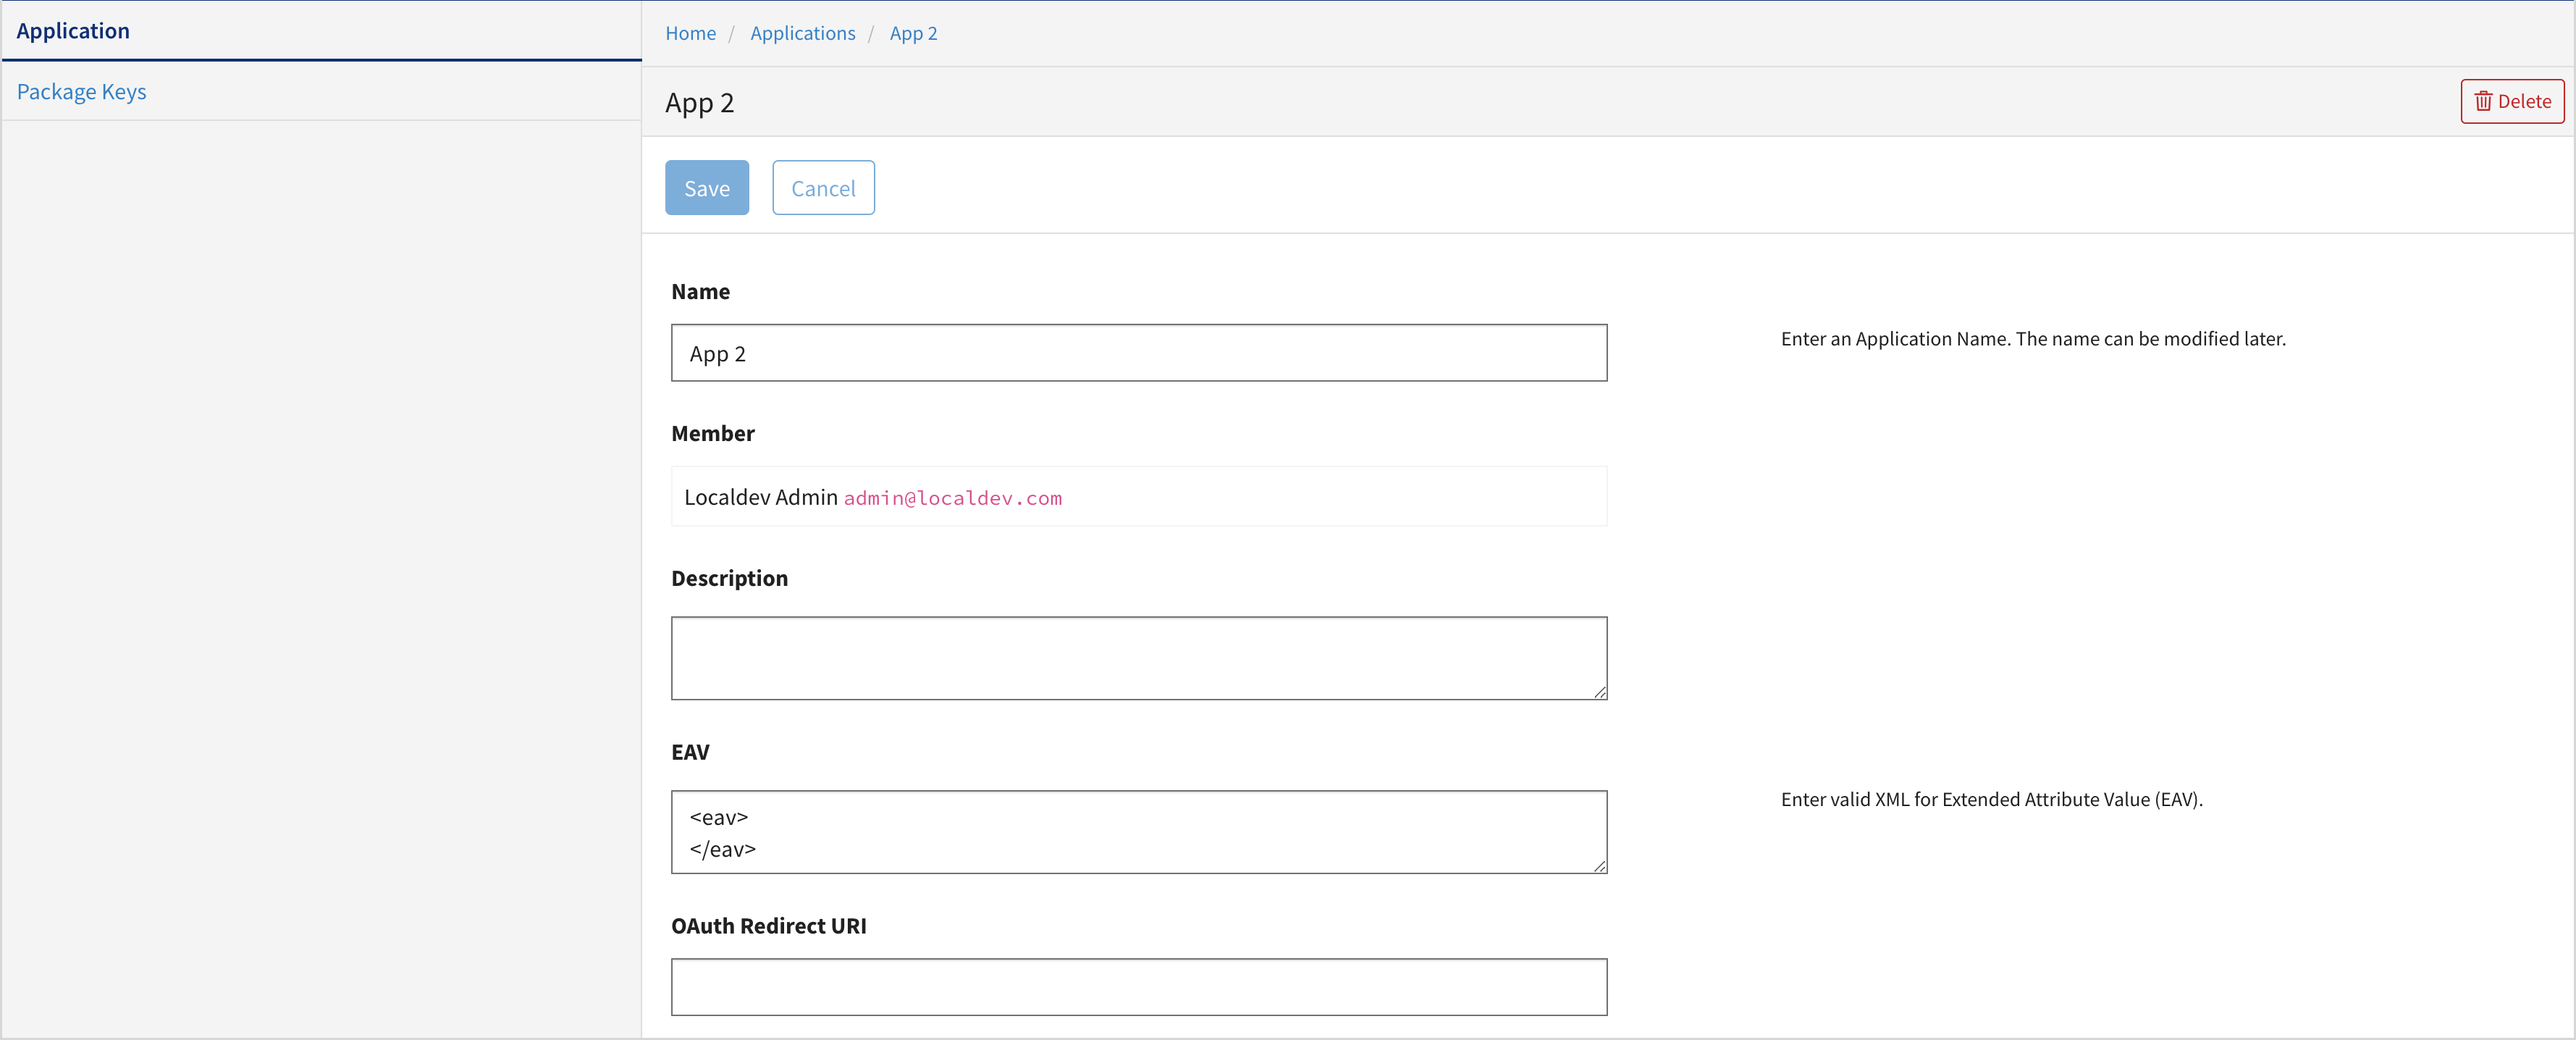 Application
Package Keys
Home / Applications / App 2
App 2
Delete
Save
Cancel
Name
App 2
Enter an Application Name. The name can be modified later.
Member
Localdev Admin admin@localdev.com
Description
EAV
<eav>
</eav>
Enter valid XML for Extended Attribute Value (EAV).
OAuth Redirect URI